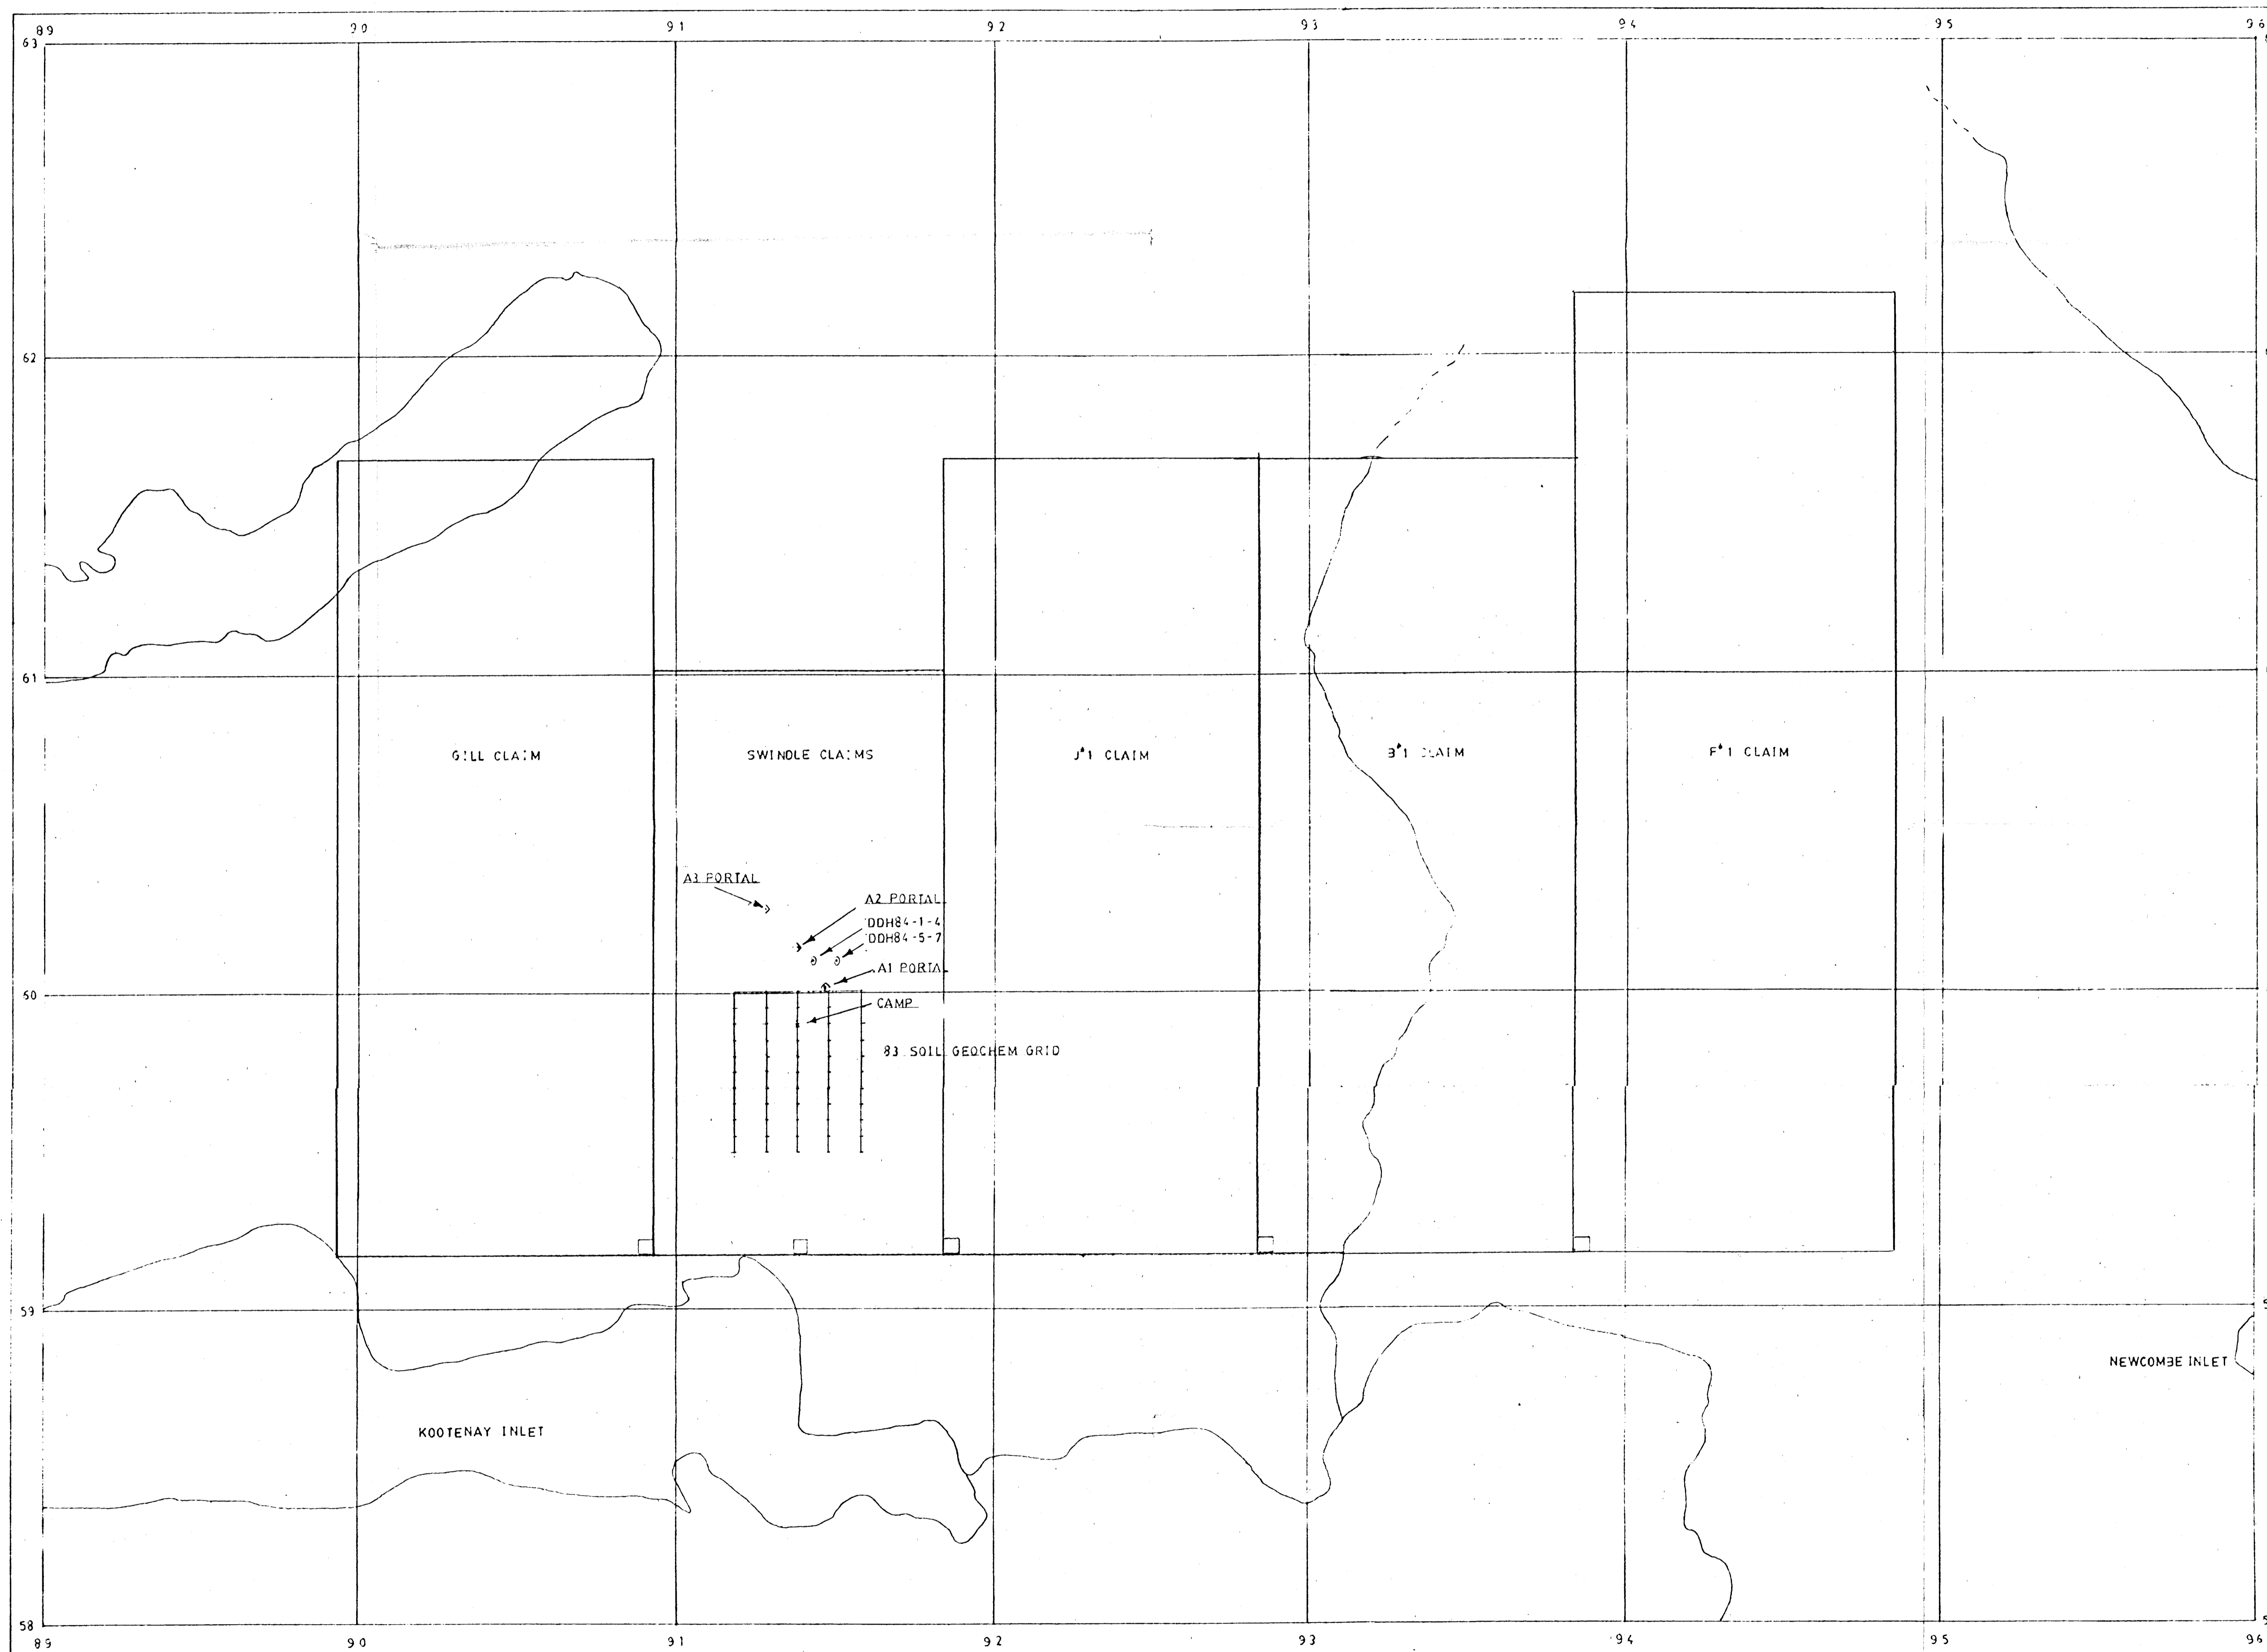 89 90 91 92 93 94 95 96
63
62
61
GILL CLAIM SWINDLE CLAIMS J#1 CLAIM B#1 CLAIM F#1 CLAIM
A3 PORTAL
A2 PORTAL
DDH84-1-4
DDH84-5-7
A1 PORTAL
60
CAMP
83 SOIL GEOCHEM GRID
59 5
NEWCOMBE INLET
KOOTENAY INLET
58 5
89 90 91 92 93 94 95 96